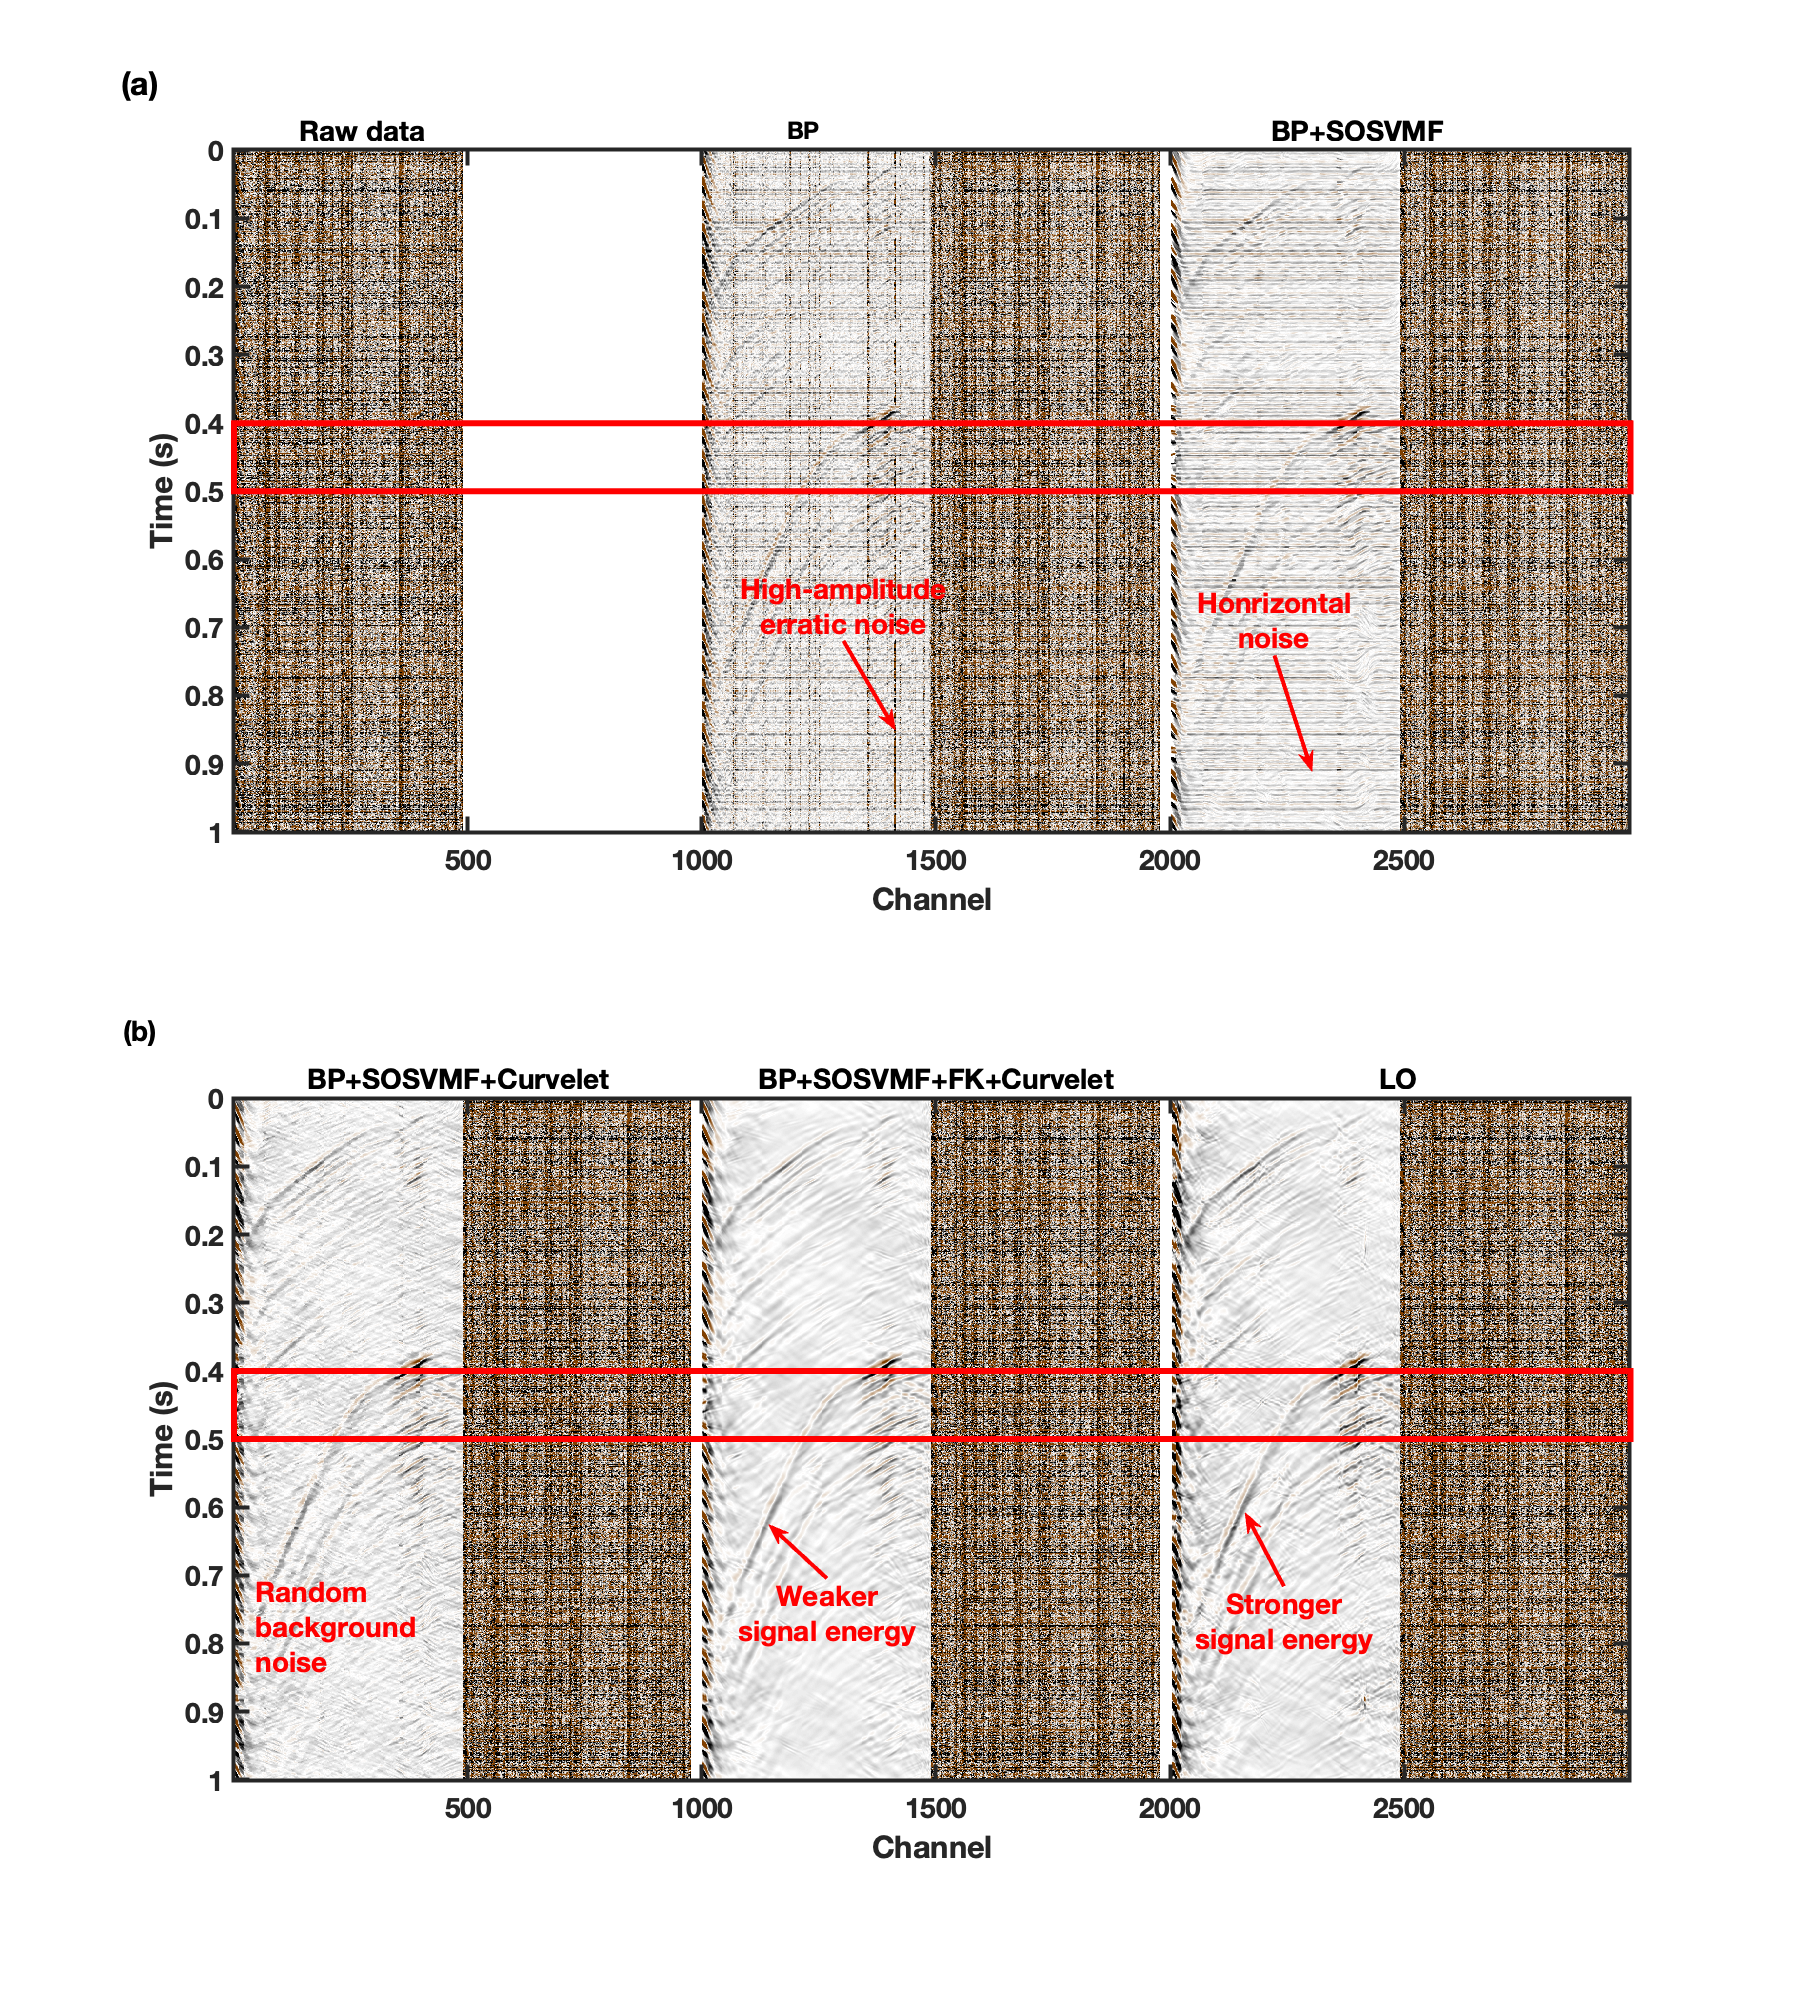 (a)
Raw data BP BP+SOSVMF
0
0.1
0.2
0.3
0.4
0.5
0.6
0.7
0.8
0.9
1
Time (s)
High-amplitude
erratic noise
Honrizontal
noise
500 1000 1500 2000 2500
Channel
(b)
BP+SOSVMF+Curvelet BP+SOSVMF+FK+Curvelet LO
0
0.1
0.2
0.3
0.4
0.5
0.6
0.7
0.8
0.9
1
Time (s)
Random
background
noise
Weaker
signal energy
Stronger
signal energy
500 1000 1500 2000 2500
Channel